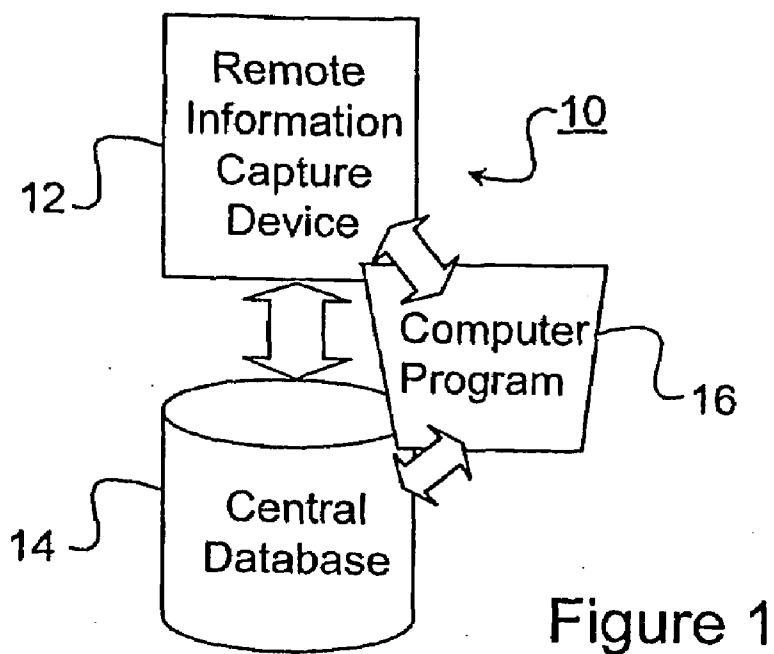 Remote
Information
Capture
Device
10
12
Computer
Program
16
Central
Database
14
Figure 1